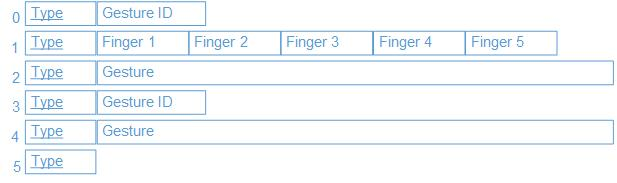 0 Type Gesture ID
1 Type Finger 1 Finger 2 Finger 3 Finger 4 Finger 5
2 Type Gesture
3 Type Gesture ID
4 Type Gesture
5 Type